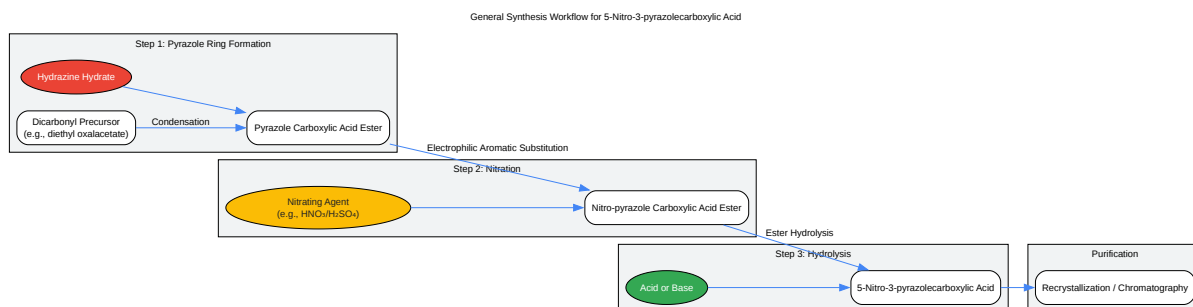 General Synthesis Workflow for 5-Nitro-3-pyrazolecarboxylic Acid
Step 1: Pyrazole Ring Formation
Hydrazine Hydrate
Dicarbonyl Precursor
(e.g., diethyl oxalacetate)
Condensation
Pyrazole Carboxylic Acid Ester
Electrophilic Aromatic Substitution
Step 2: Nitration
Nitrating Agent
(e.g., HNO₃/H₂SO₄)
Nitro-pyrazole Carboxylic Acid Ester
Ester Hydrolysis
Step 3: Hydrolysis
Acid or Base
5-Nitro-3-pyrazolecarboxylic Acid
Purification
Recrystallization / Chromatography